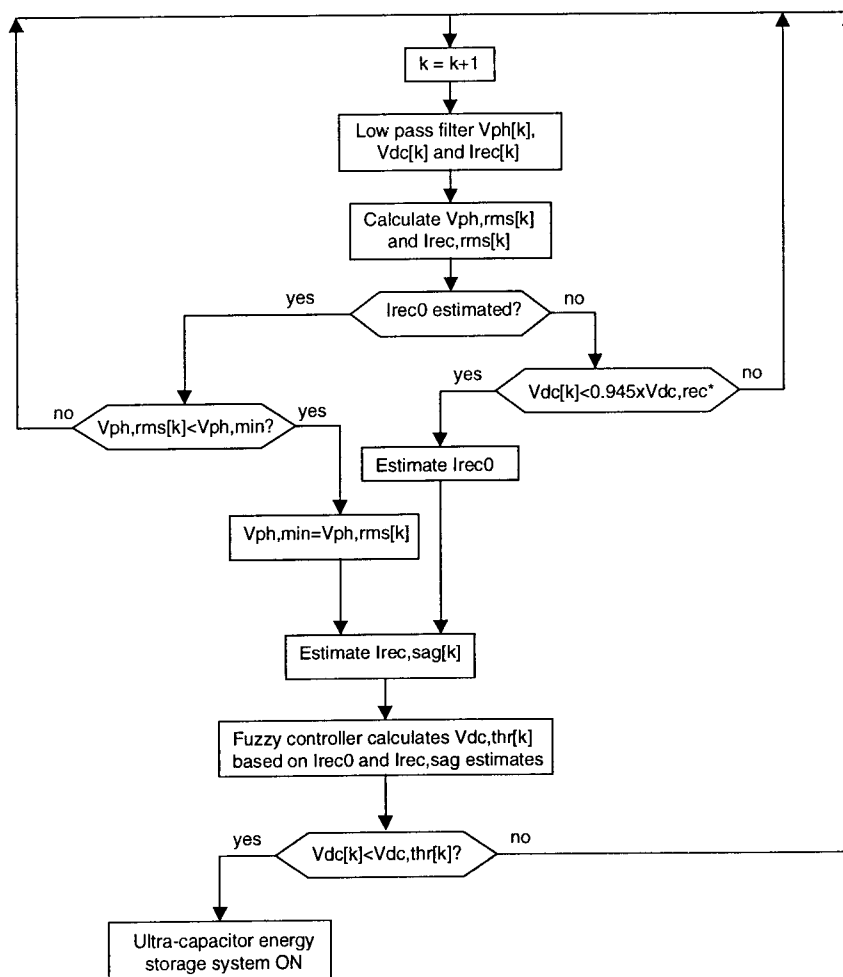 k = k+1
Low pass filter Vph[k],
Vdc[k] and Irec[k]
Calculate Vph,rms[k]
and Irec,rms[k]
yes
Irec0 estimated?
no
no
Vph,rms[k]<Vph,min?
yes
yes
Vdc[k]<0.945xVdc,rec*
no
Estimate Irec0
Vph,min=Vph,rms[k]
Estimate Irec,sag[k]
Fuzzy controller calculates Vdc,thr[k]
based on Irec0 and Irec,sag estimates
yes
Vdc[k]<Vdc,thr[k]?
no
Ultra-capacitor energy
storage system ON